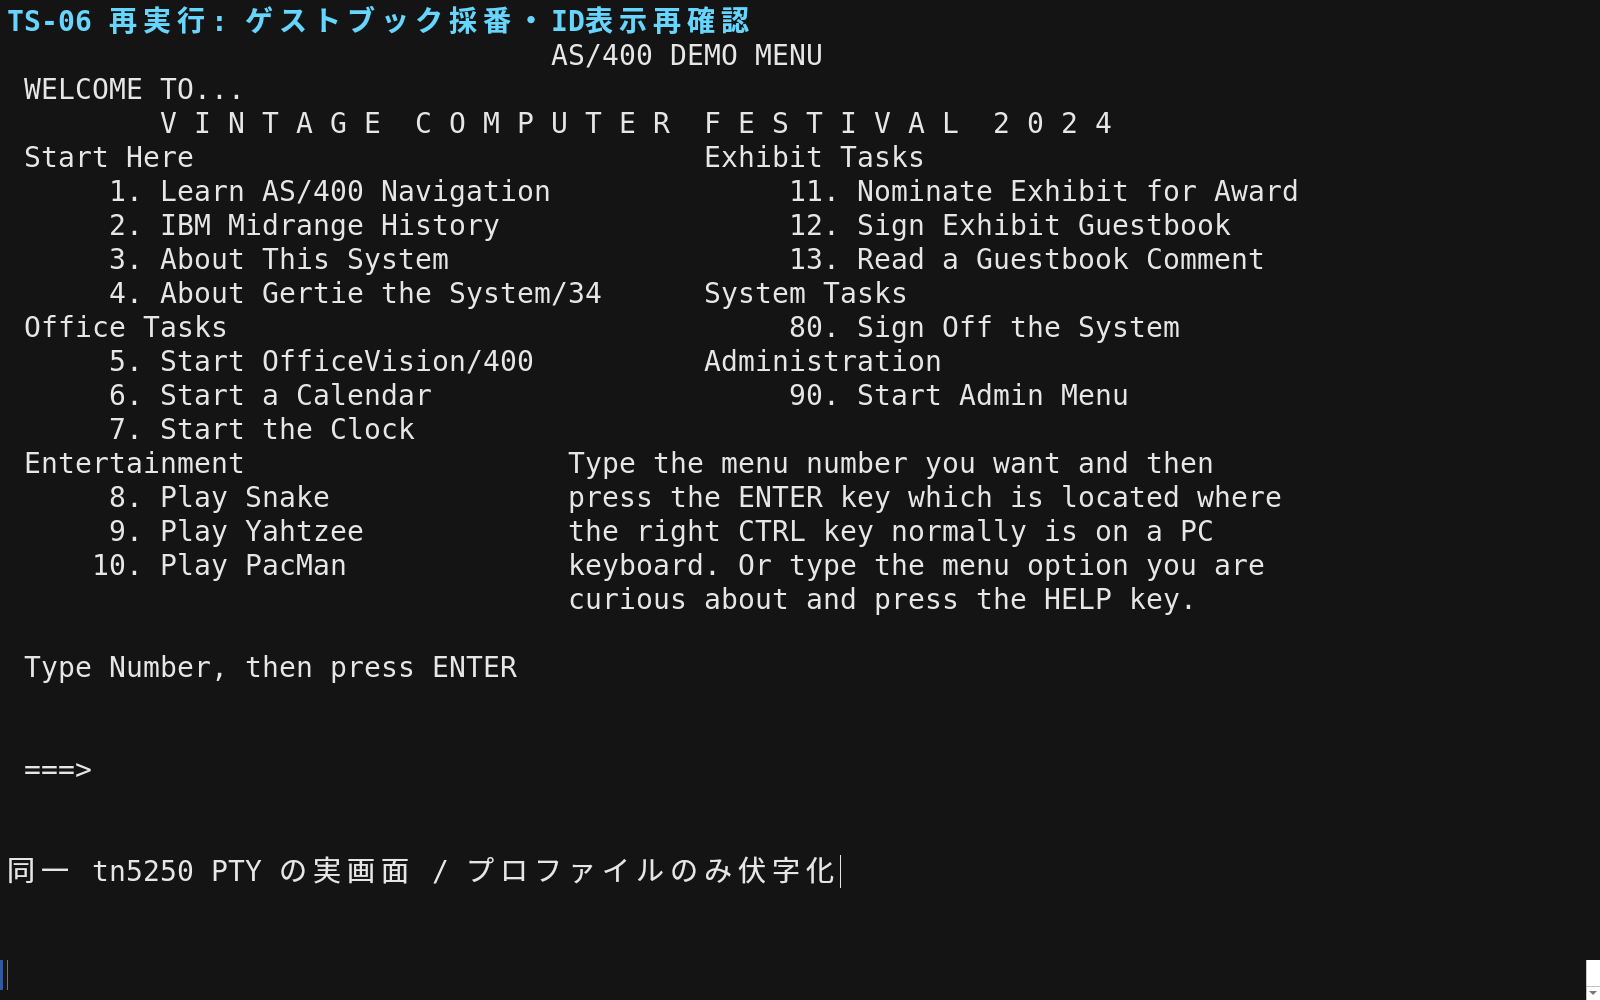 TS-06 再実行: ゲストブック採番・ID表示再確認
AS/400 DEMO MENU
WELCOME TO...
V I N T A G E  C O M P U T E R  F E S T I V A L  2 0 2 4
Start Here
1. Learn AS/400 Navigation
2. IBM Midrange History
3. About This System
4. About Gertie the System/34
Office Tasks
5. Start OfficeVision/400
6. Start a Calendar
7. Start the Clock
Entertainment
8. Play Snake
9. Play Yahtzee
10. Play PacMan
Exhibit Tasks
11. Nominate Exhibit for Award
12. Sign Exhibit Guestbook
13. Read a Guestbook Comment
System Tasks
80. Sign Off the System
Administration
90. Start Admin Menu
Type the menu number you want and then
press the ENTER key which is located where
the right CTRL key normally is on a PC
keyboard. Or type the menu option you are
curious about and press the HELP key.
Type Number, then press ENTER
===>
同一 tn5250 PTY の実画面 / プロファイルのみ伏字化